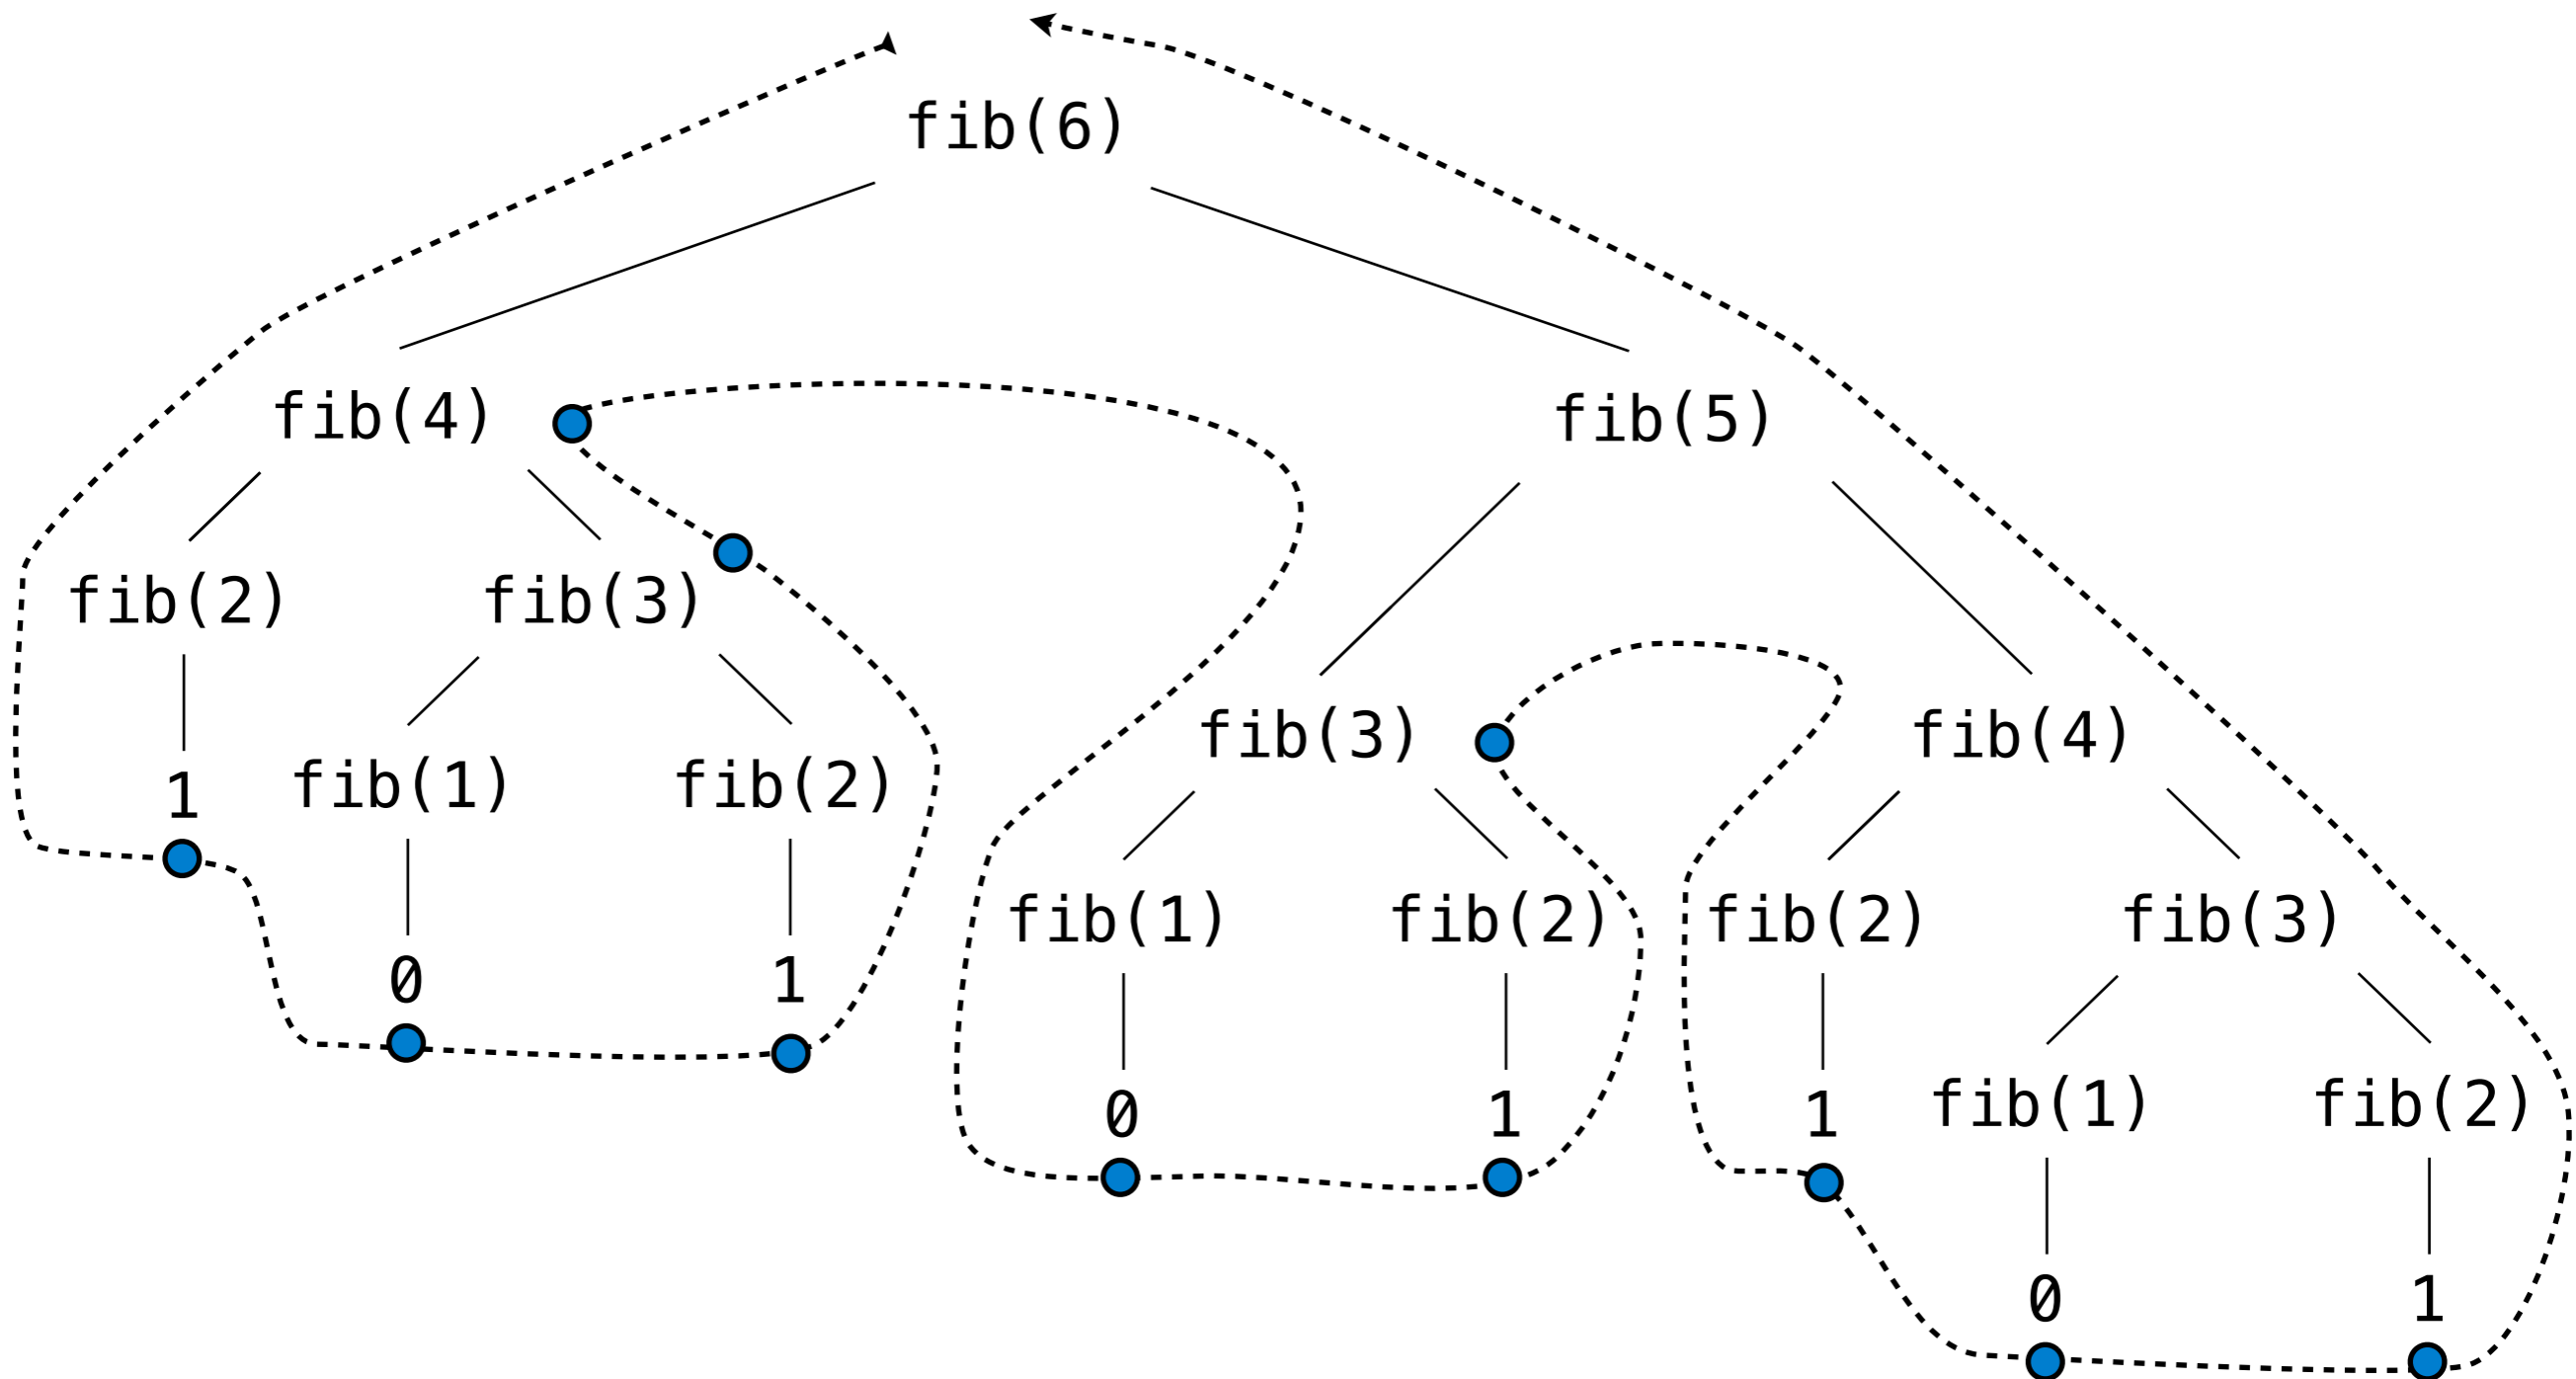 fib(6)
fib(4) fib(5)
fib(2) fib(3)
fib(3) fib(4)
1 fib(1) fib(2)
fib(1) fib(2) fib(2) fib(3)
0 1
0 1 1 fib(1) fib(2)
0 1